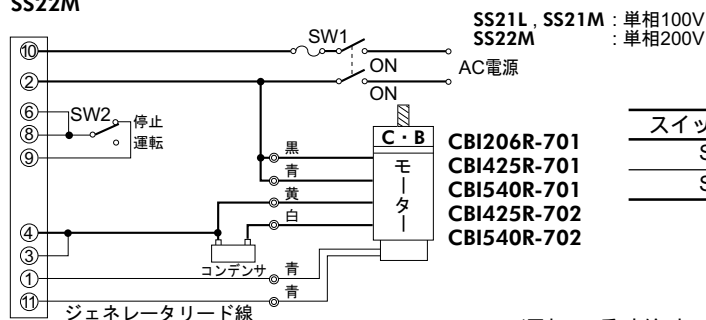 SS22M
SS21L , SS21M : 単相100V
SS22M : 単相200V
SW1
ON
ON
AC電源
10
2
6
8
9
SW2
停止
運転
C・B
モーター
黒
青
黄
白
CBI206R-701
CBI425R-701
CBI540R-701
CBI425R-702
CBI540R-702
スイッ
S
S
4
3
1
11
コンデンサ
青
青
ジェネレータリード線